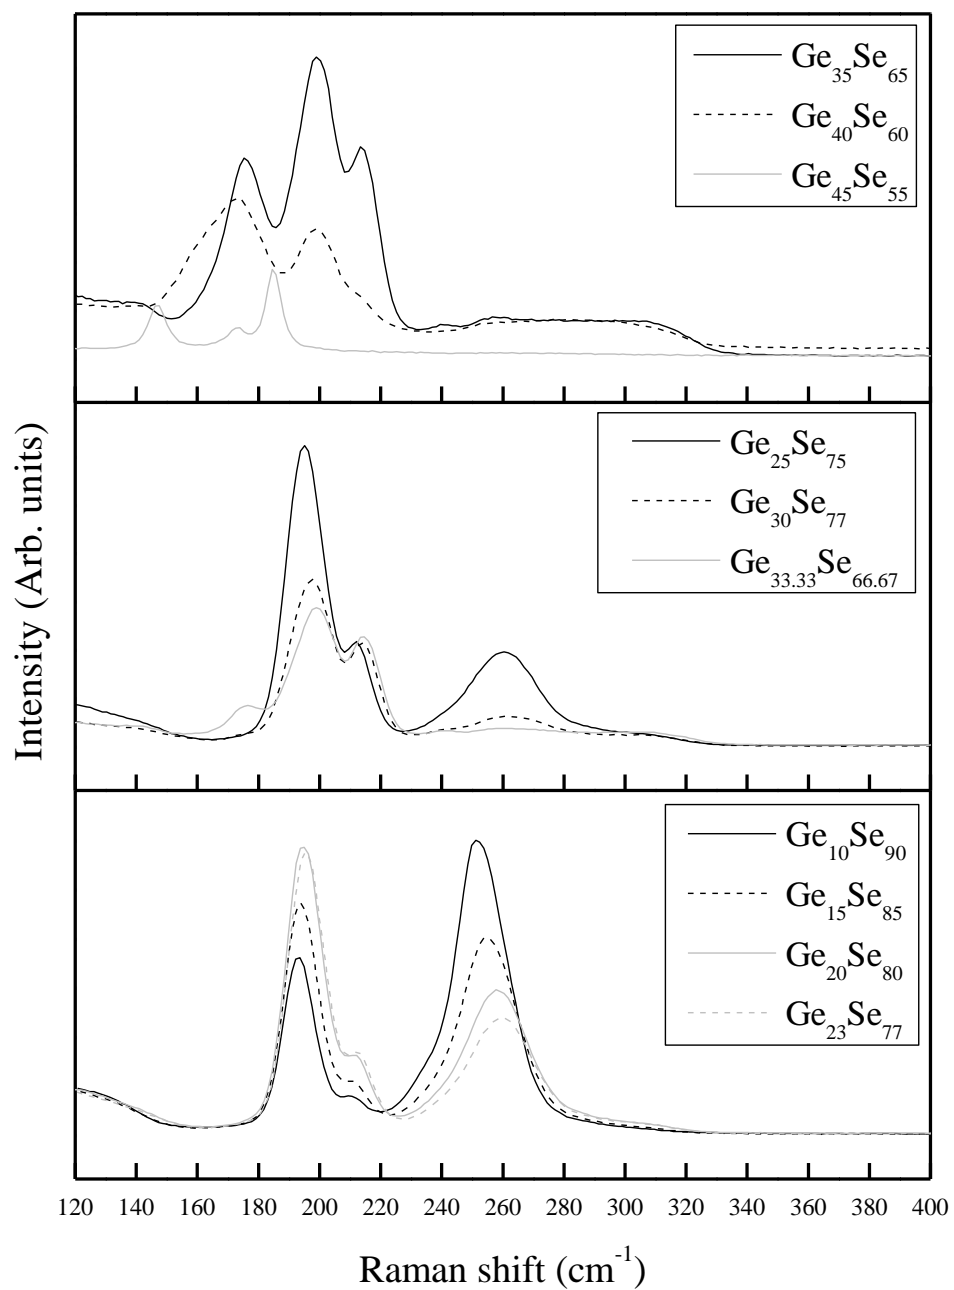 Ge35Se65
Ge40Se60
Ge45Se55
Ge25Se75
Ge30Se77
Ge33.33Se66.67
Intensity (Arb. units)
Ge10Se90
Ge15Se85
Ge20Se80
Ge23Se77
120 140 160 180 200 220 240 260 280 300 320 340 360 380 400
Raman shift (cm-1)